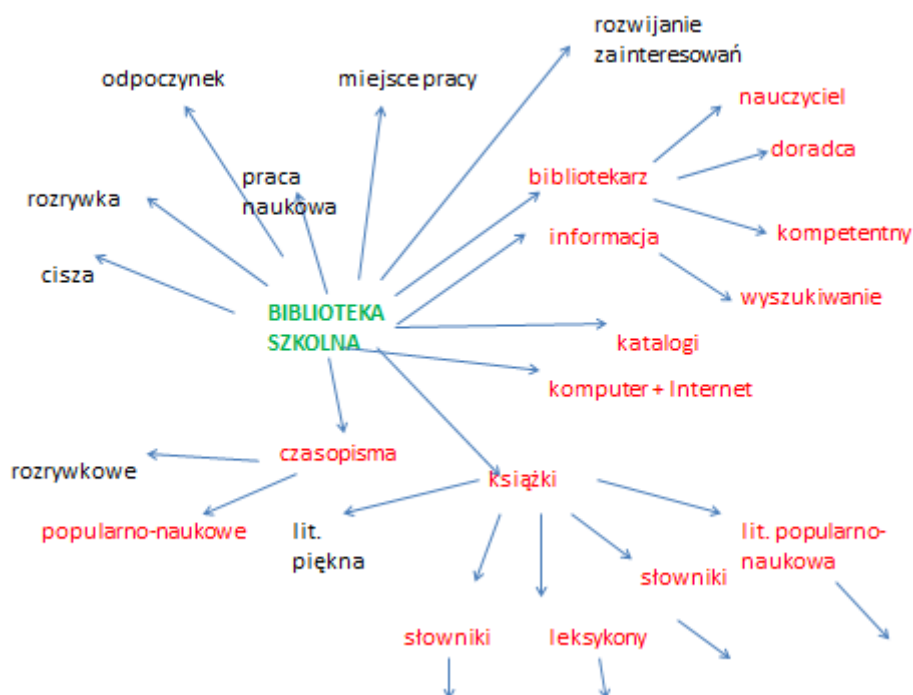 rozwijanie
zainteresowań
odpoczynek
miejsce pracy
nauczyciel
doradca
praca
naukowa
bibliotekarz
rozrywka
informacja
kompetentny
cisza
wyszukiwanie
BIBLIOTEKA
SZKOLNA
katalogi
komputer + Internet
czasopisma
rozrywkowe
książki
popularno-naukowe
lit.
piękna
lit. popularno-
naukowa
słowniki
słowniki
leksykony